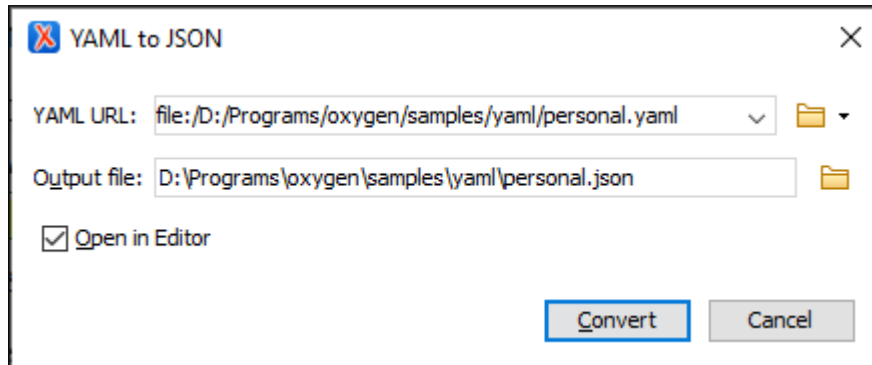 YAML to JSON
YAML URL: file:/D:/Programs/oxygen/samples/yaml/personal.yaml
Output file: D:\Programs\oxygen\samples\yaml\personal.json
Open in Editor
Convert Cancel